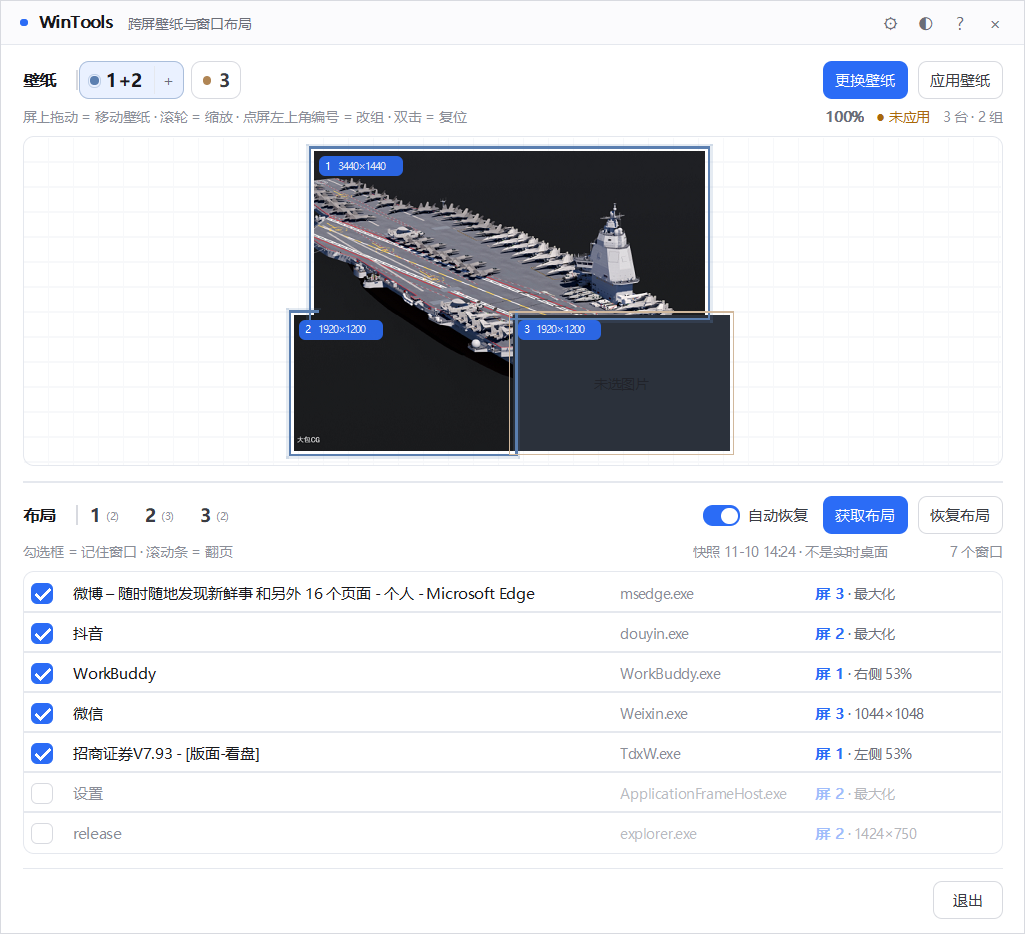 WinTools 跨屏壁纸与窗口布局 ? ×
壁纸 1+2 + 3 更换壁纸 应用壁纸
屏上拖动 = 移动壁纸 · 滚轮 = 缩放 · 点屏左上角编号 = 改组 · 双击 = 复位 100% 未应用 3 台 · 2 组
1 3440×1440
2 1920×1200 3 1920×1200
未选图片
大包CG
布局 1 (2) 2 (3) 3 (2) 自动恢复 获取布局 恢复布局
勾选框 = 记住窗口 · 滚动条 = 翻页 快照 11-10 14:24 · 不是实时桌面 7 个窗口
微博 – 随时随地发现新鲜事 和另外 16 个页面 - 个人 - Microsoft Edge msedge.exe 屏 3 · 最大化
抖音 douyin.exe 屏 2 · 最大化
WorkBuddy WorkBuddy.exe 屏 1 · 右侧 53%
微信 Weixin.exe 屏 3 · 1044×1048
招商证券V7.93 - [版面-看盘] TdxW.exe 屏 1 · 左侧 53%
设置 ApplicationFrameHost.exe 屏 2 · 最大化
release explorer.exe 屏 2 · 1424×750
退出